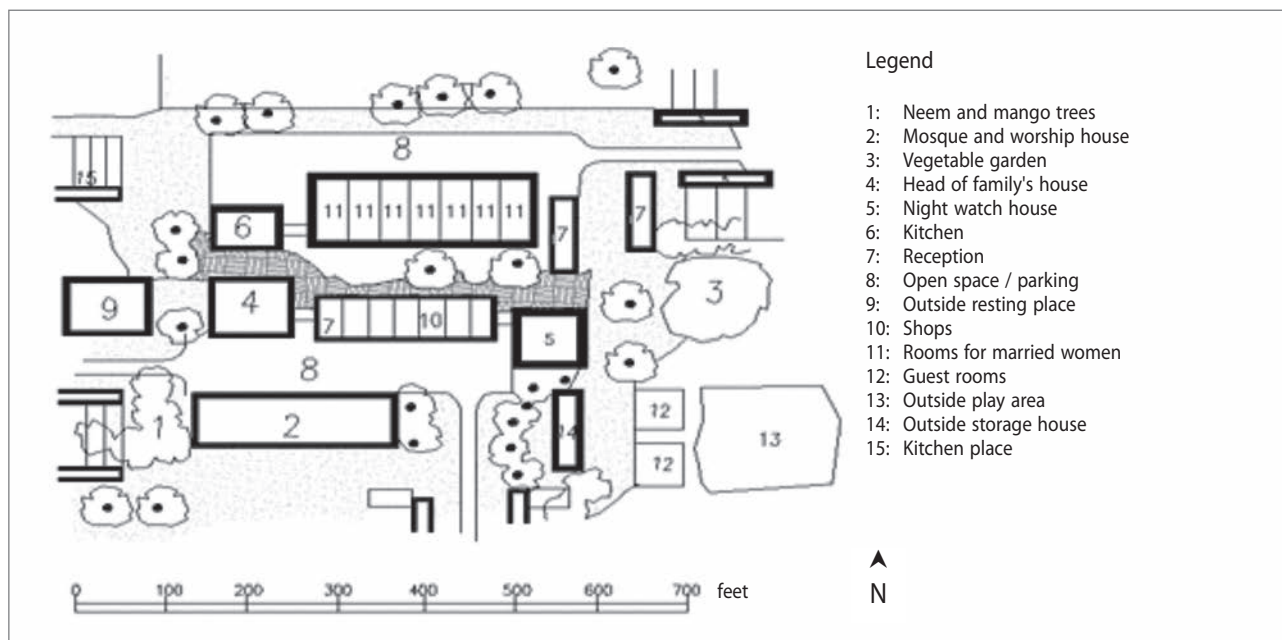 Legend
1: Neem and mango trees
2: Mosque and worship house
3: Vegetable garden
4: Head of family's house
5: Night watch house
6: Kitchen
7: Reception
8: Open space / parking
9: Outside resting place
10: Shops
11: Rooms for married women
12: Guest rooms
13: Outside play area
14: Outside storage house
15: Kitchen place
8
15
11 11 11 11 11 11 11
7
6
7
3
9
4
7
10
5
8
1
2
12
14
13
12
0 100 200 300 400 500 600 700 feet
N